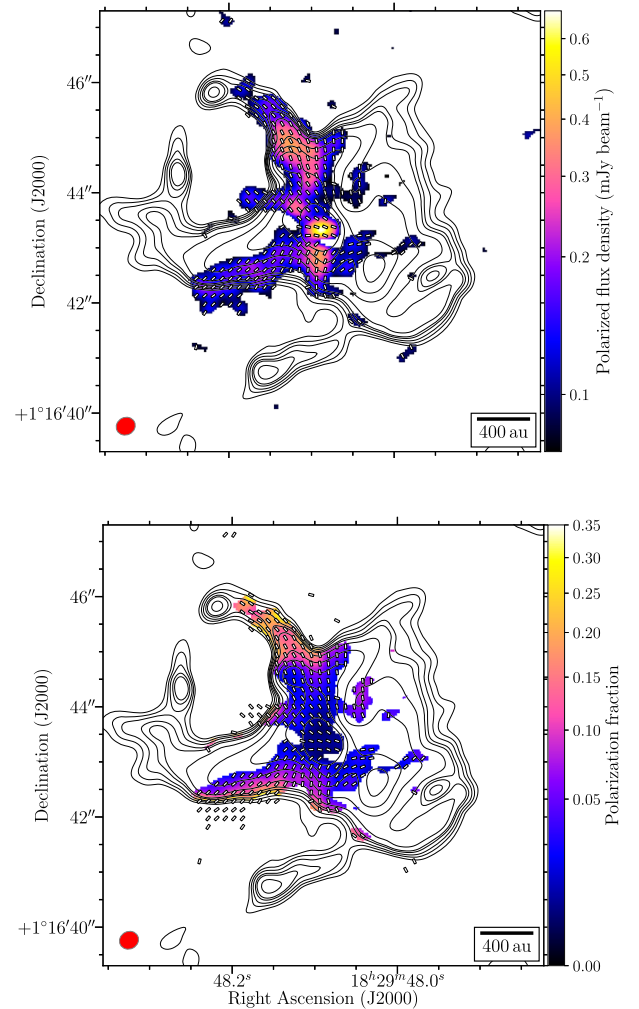 46″
44″
42″
+1°16′40″
Declination (J2000)
400 au
0.6
0.5
0.4
0.3
0.2
0.1
Polarized flux density (mJy beam⁻¹)
46″
44″
42″
+1°16′40″
Declination (J2000)
400 au
0.35
0.30
0.25
0.20
0.15
0.10
0.05
0.00
Polarization fraction
48.2ˢ
18ʰ29ᵐ48.0ˢ
Right Ascension (J2000)